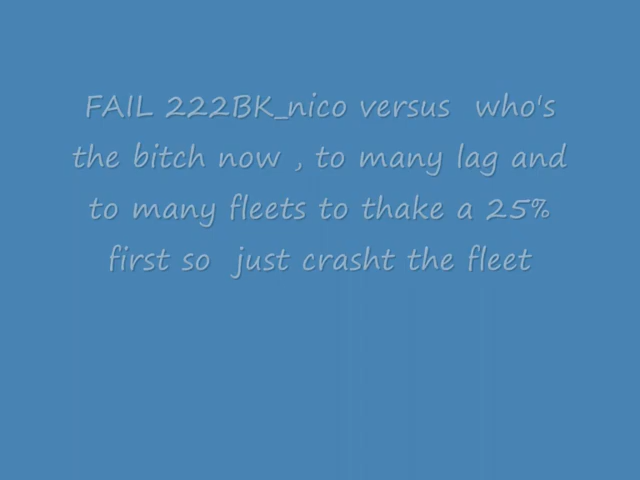 FAIL 222BK_nico versus who's
the bitch now , to many lag and
to many fleets to thake a 25%
first so just crasht the fleet